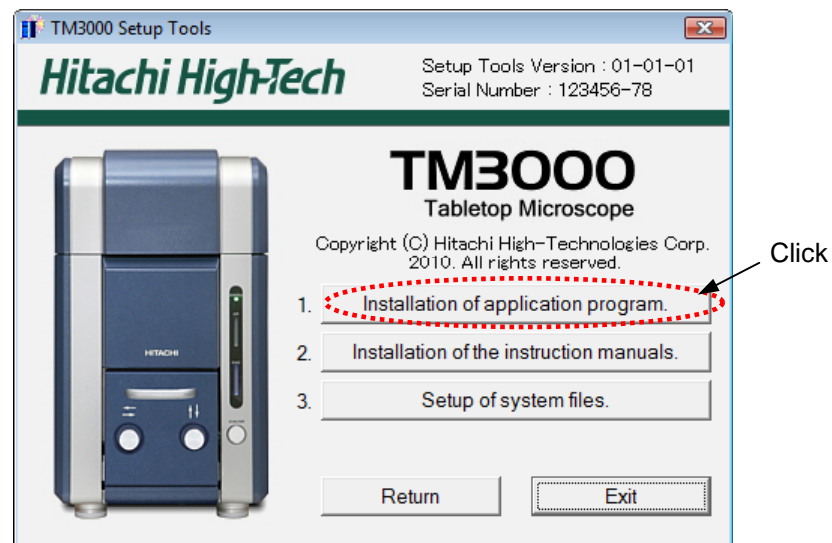 TM3000 Setup Tools
Hitachi High-Tech
Setup Tools Version : 01-01-01
Serial Number : 123456-78
TM3000
Tabletop Microscope
Copyright (C) Hitachi High-Technologies Corp.
2010. All rights reserved.
Click
1. Installation of application program.
HITACHI
2. Installation of the instruction manuals.
3. Setup of system files.
Return
Exit